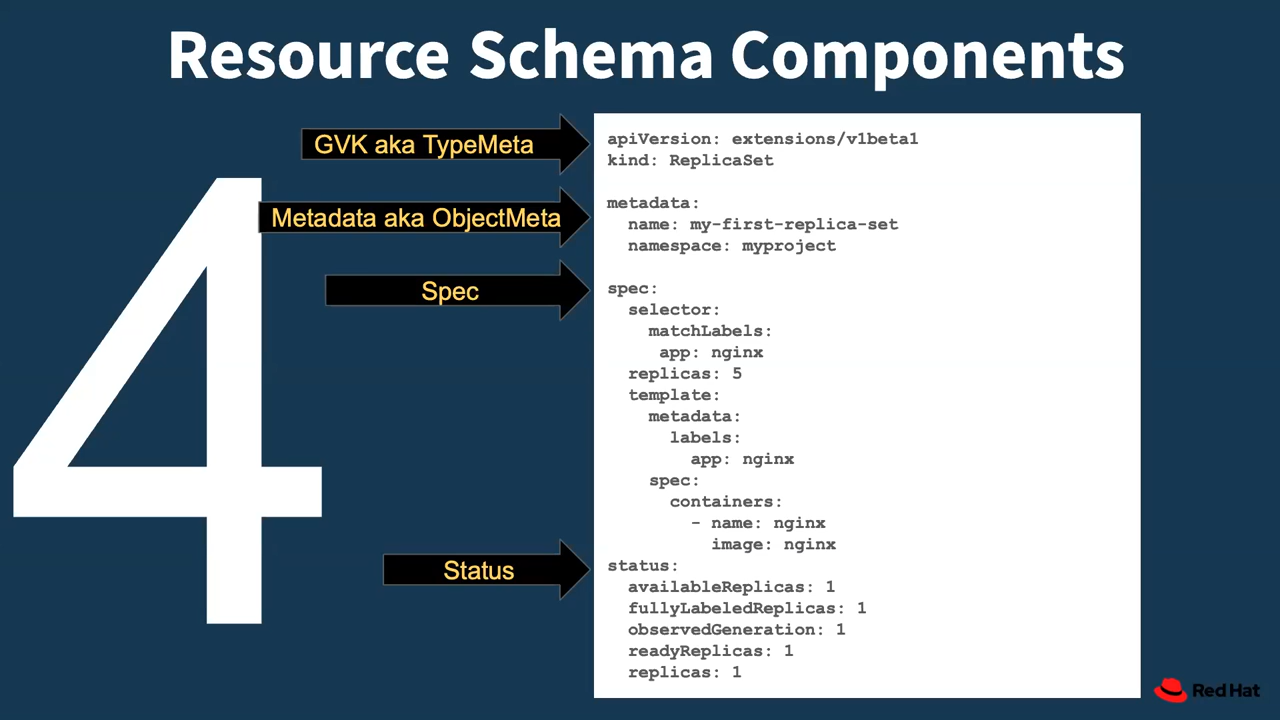 Resource Schema Components
4
GVK aka TypeMeta
Metadata aka ObjectMeta
Spec
Status
apiVersion: extensions/v1beta1
kind: ReplicaSet
metadata:
  name: my-first-replica-set
  namespace: myproject
spec:
  selector:
    matchLabels:
     app: nginx
  replicas: 5
  template:
    metadata:
      labels:
        app: nginx
    spec:
      containers:
        - name: nginx
          image: nginx
status:
  availableReplicas: 1
  fullyLabeledReplicas: 1
  observedGeneration: 1
  readyReplicas: 1
  replicas: 1
Red Hat